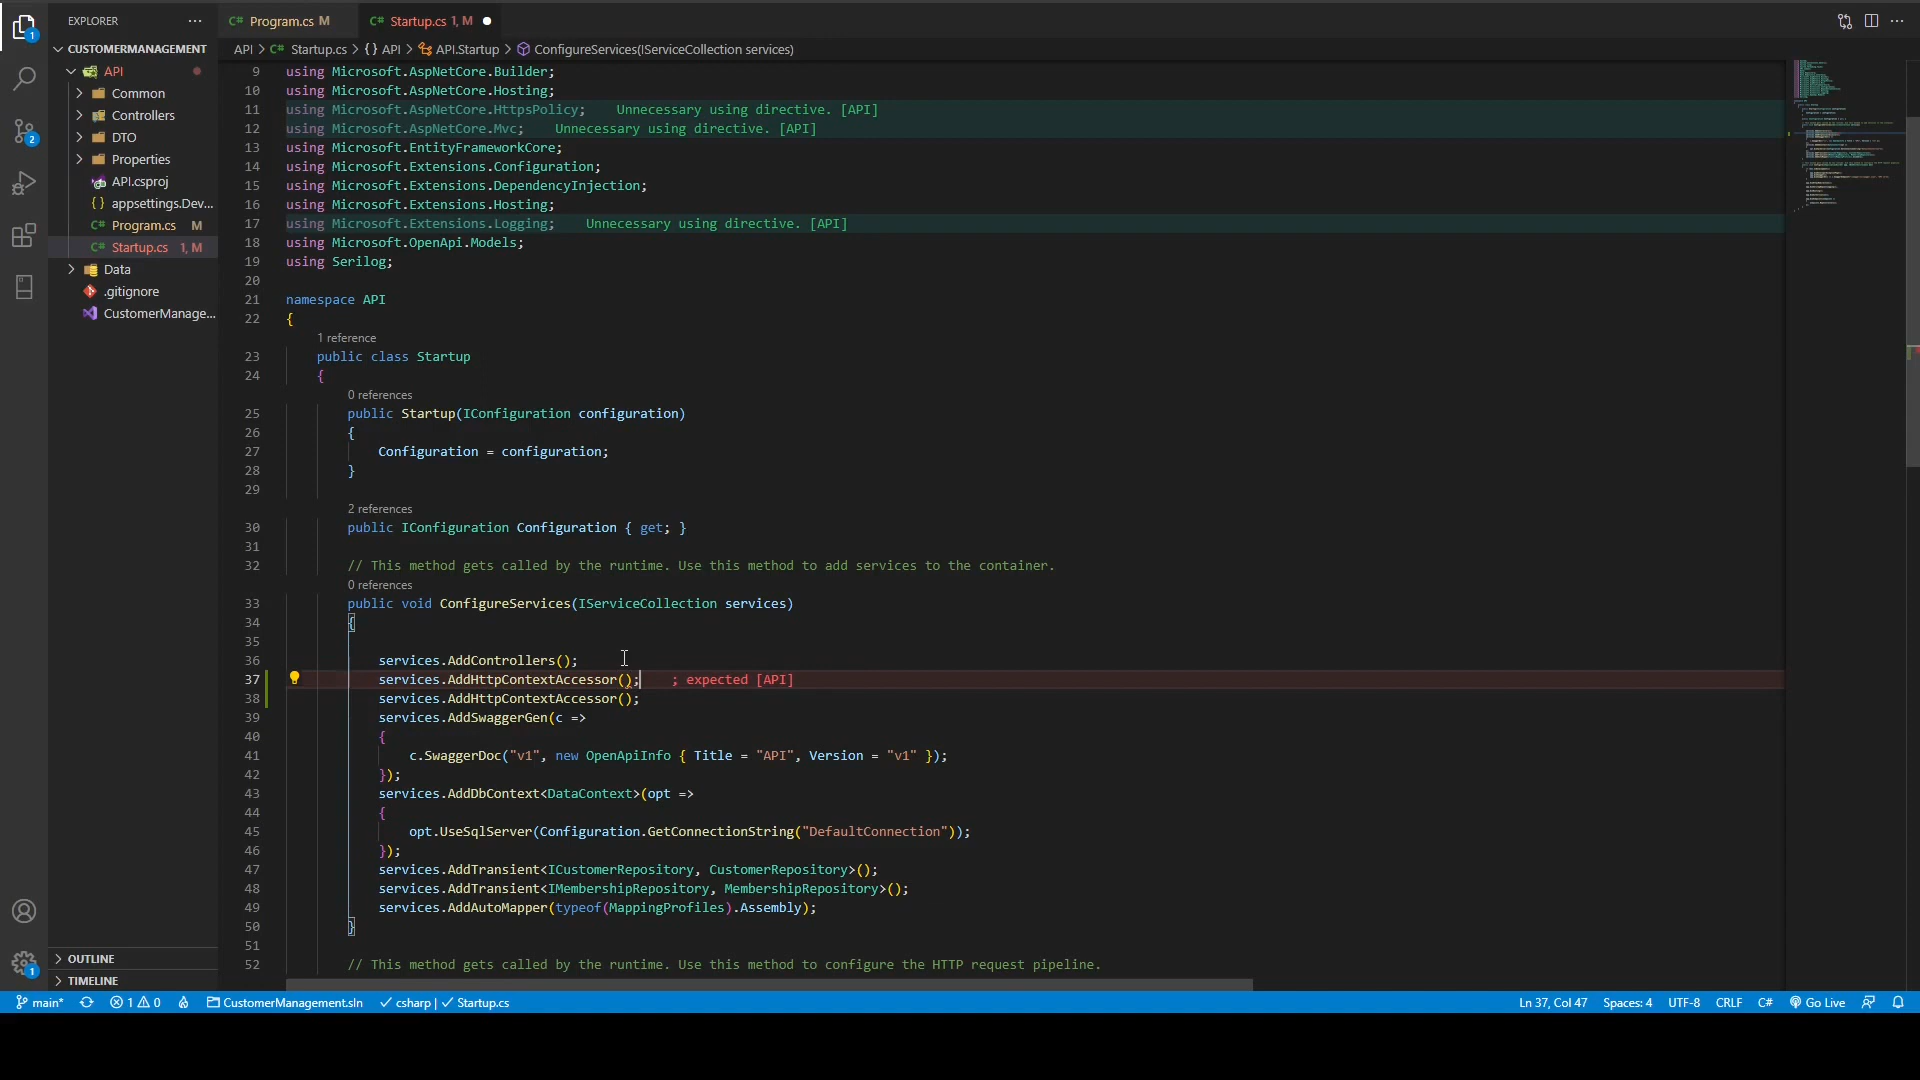 EXPLORER
CUSTOMERMANAGEMENT
API
Common
Controllers
DTO
Properties
API.csproj
{ } appsettings.Dev...
C# Program.cs M
C# Startup.cs 1, M
Data
.gitignore
CustomerManage...
OUTLINE
TIMELINE
C# Program.cs M
C# Startup.cs 1, M
API > C# Startup.cs > { } API > API.Startup > ConfigureServices(IServiceCollection services)
9 using Microsoft.AspNetCore.Builder;
10 using Microsoft.AspNetCore.Hosting;
11 using Microsoft.AspNetCore.HttpsPolicy; Unnecessary using directive. [API]
12 using Microsoft.AspNetCore.Mvc; Unnecessary using directive. [API]
13 using Microsoft.EntityFrameworkCore;
14 using Microsoft.Extensions.Configuration;
15 using Microsoft.Extensions.DependencyInjection;
16 using Microsoft.Extensions.Hosting;
17 using Microsoft.Extensions.Logging; Unnecessary using directive. [API]
18 using Microsoft.OpenApi.Models;
19 using Serilog;
20
21 namespace API
22 {
1 reference
23 public class Startup
24 {
0 references
25 public Startup(IConfiguration configuration)
26 {
27 Configuration = configuration;
28 }
29
2 references
30 public IConfiguration Configuration { get; }
31
32 // This method gets called by the runtime. Use this method to add services to the container.
0 references
33 public void ConfigureServices(IServiceCollection services)
34 {
35
36 services.AddControllers();
37 services.AddHttpContextAccessor(); ; expected [API]
38 services.AddHttpContextAccessor();
39 services.AddSwaggerGen(c =>
40 {
41 c.SwaggerDoc("v1", new OpenApiInfo { Title = "API", Version = "v1" });
42 });
43 services.AddDbContext<DataContext>(opt =>
44 {
45 opt.UseSqlServer(Configuration.GetConnectionString("DefaultConnection"));
46 });
47 services.AddTransient<ICustomerRepository, CustomerRepository>();
48 services.AddTransient<IMembershipRepository, MembershipRepository>();
49 services.AddAutoMapper(typeof(MappingProfiles).Assembly);
50 }
51
52 // This method gets called by the runtime. Use this method to configure the HTTP request pipeline.
1
2
1
main* 1 0 CustomerManagement.sln csharp | Startup.cs Ln 37, Col 47 Spaces: 4 UTF-8 CRLF C# Go Live